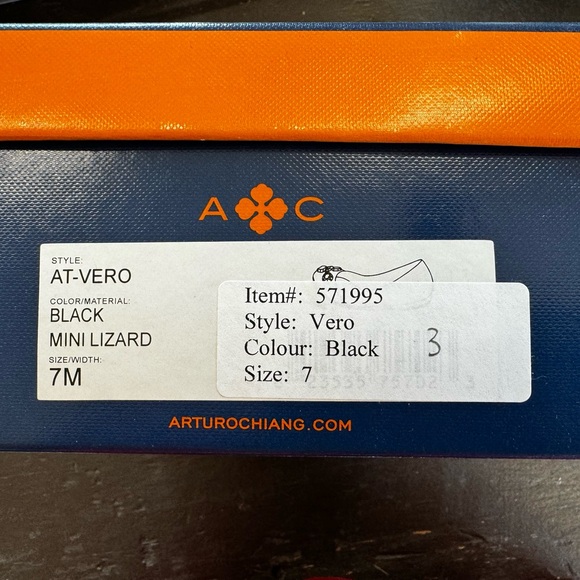 A C
STYLE:
AT-VERO
COLOR/MATERIAL:
BLACK
MINI LIZARD
SIZE/WIDTH:
7M
Item#: 571995
Style: Vero
Colour: Black
Size: 7
3
ARTUROCHIANG.COM